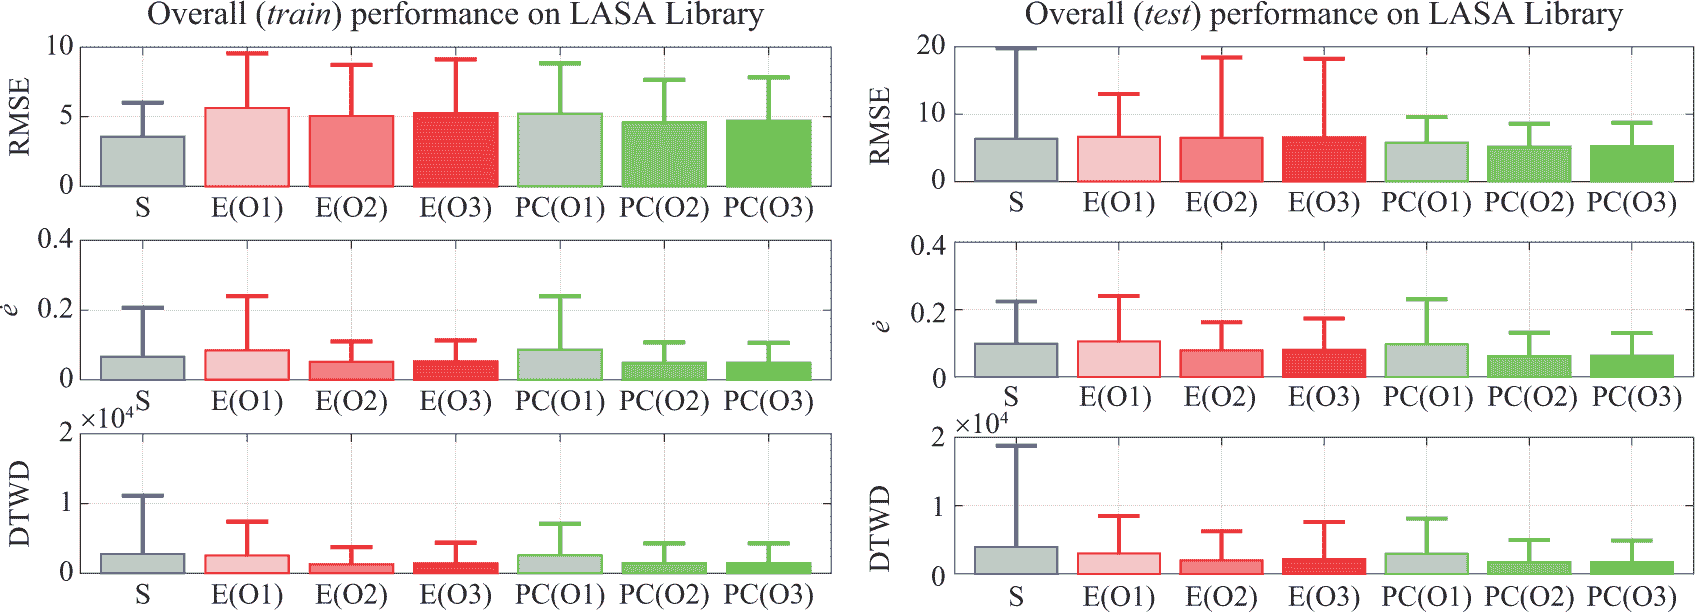 Overall (train) performance on LASA Library
10
5
0
RMSE
S E(O1) E(O2) E(O3) PC(O1) PC(O2) PC(O3)
0.4
0.2
0
ė
S E(O1) E(O2) E(O3) PC(O1) PC(O2) PC(O3)
×10⁴
2
1
0
DTWD
S E(O1) E(O2) E(O3) PC(O1) PC(O2) PC(O3)
Overall (test) performance on LASA Library
20
10
0
RMSE
S E(O1) E(O2) E(O3) PC(O1) PC(O2) PC(O3)
0.4
0.2
0
ė
S E(O1) E(O2) E(O3) PC(O1) PC(O2) PC(O3)
×10⁴
2
1
0
DTWD
S E(O1) E(O2) E(O3) PC(O1) PC(O2) PC(O3)